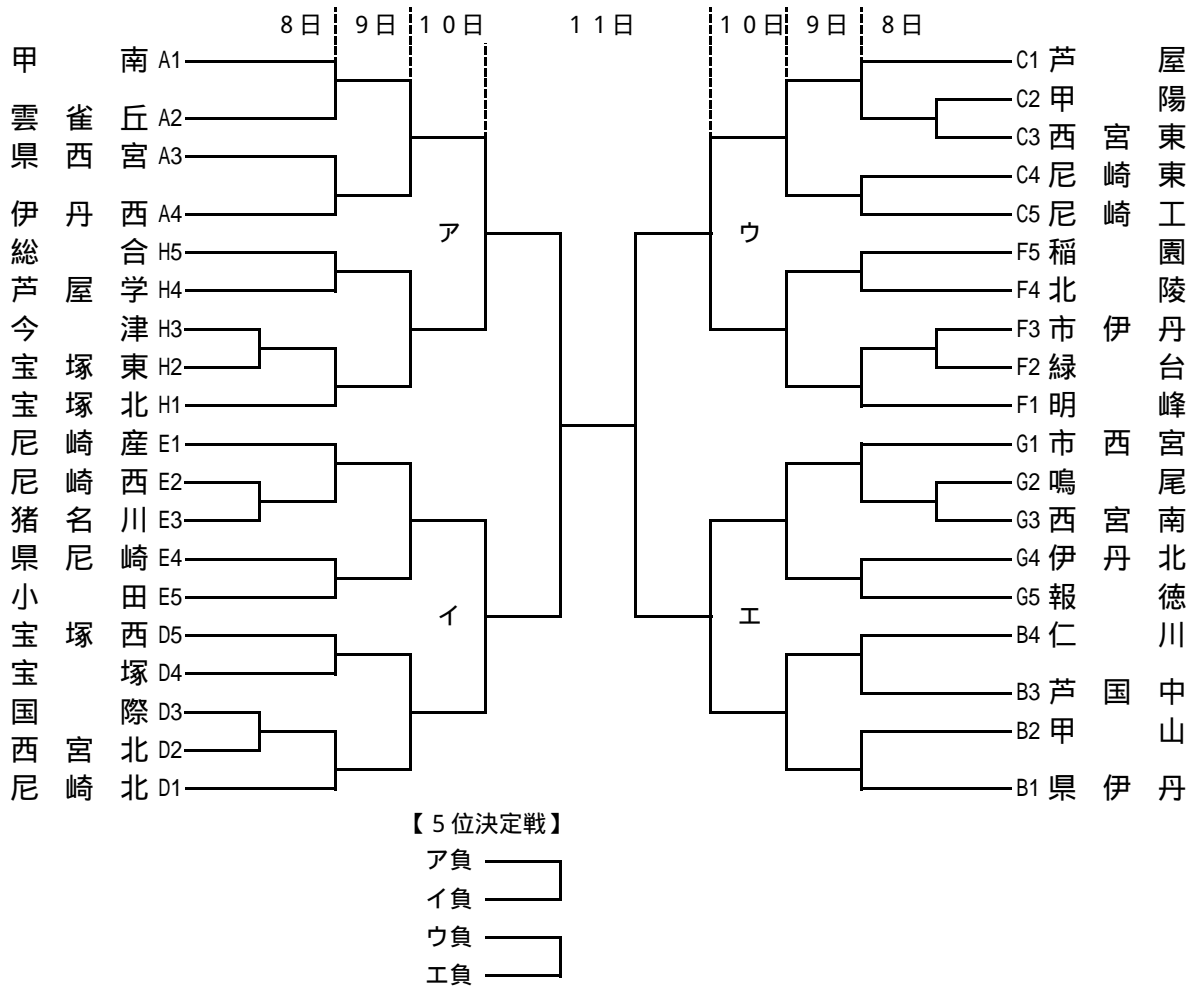 8日 9日 10日 11日 10日 9日 8日
甲南 A1
雲雀丘 A2
県西宮 A3
伊丹西 A4
総合 H5
芦屋学 H4
今津 H3
宝塚東 H2
宝塚北 H1
尼崎産 E1
尼崎西 E2
猪名川 E3
県尼崎 E4
小田 E5
宝塚西 D5
宝塚 D4
国際 D3
西宮北 D2
尼崎北 D1
ア
イ
ウ
エ
C1 芦屋
C2 甲陽
C3 西宮東
C4 尼崎東
C5 尼崎工
F5 稲園
F4 北陵
F3 市伊丹
F2 緑台
F1 明峰
G1 市西宮
G2 鳴尾
G3 西宮南
G4 伊丹北
G5 報徳
B4 仁川
B3 芦国中
B2 甲山
B1 県伊丹
【5位決定戦】
ア負
イ負
ウ負
エ負